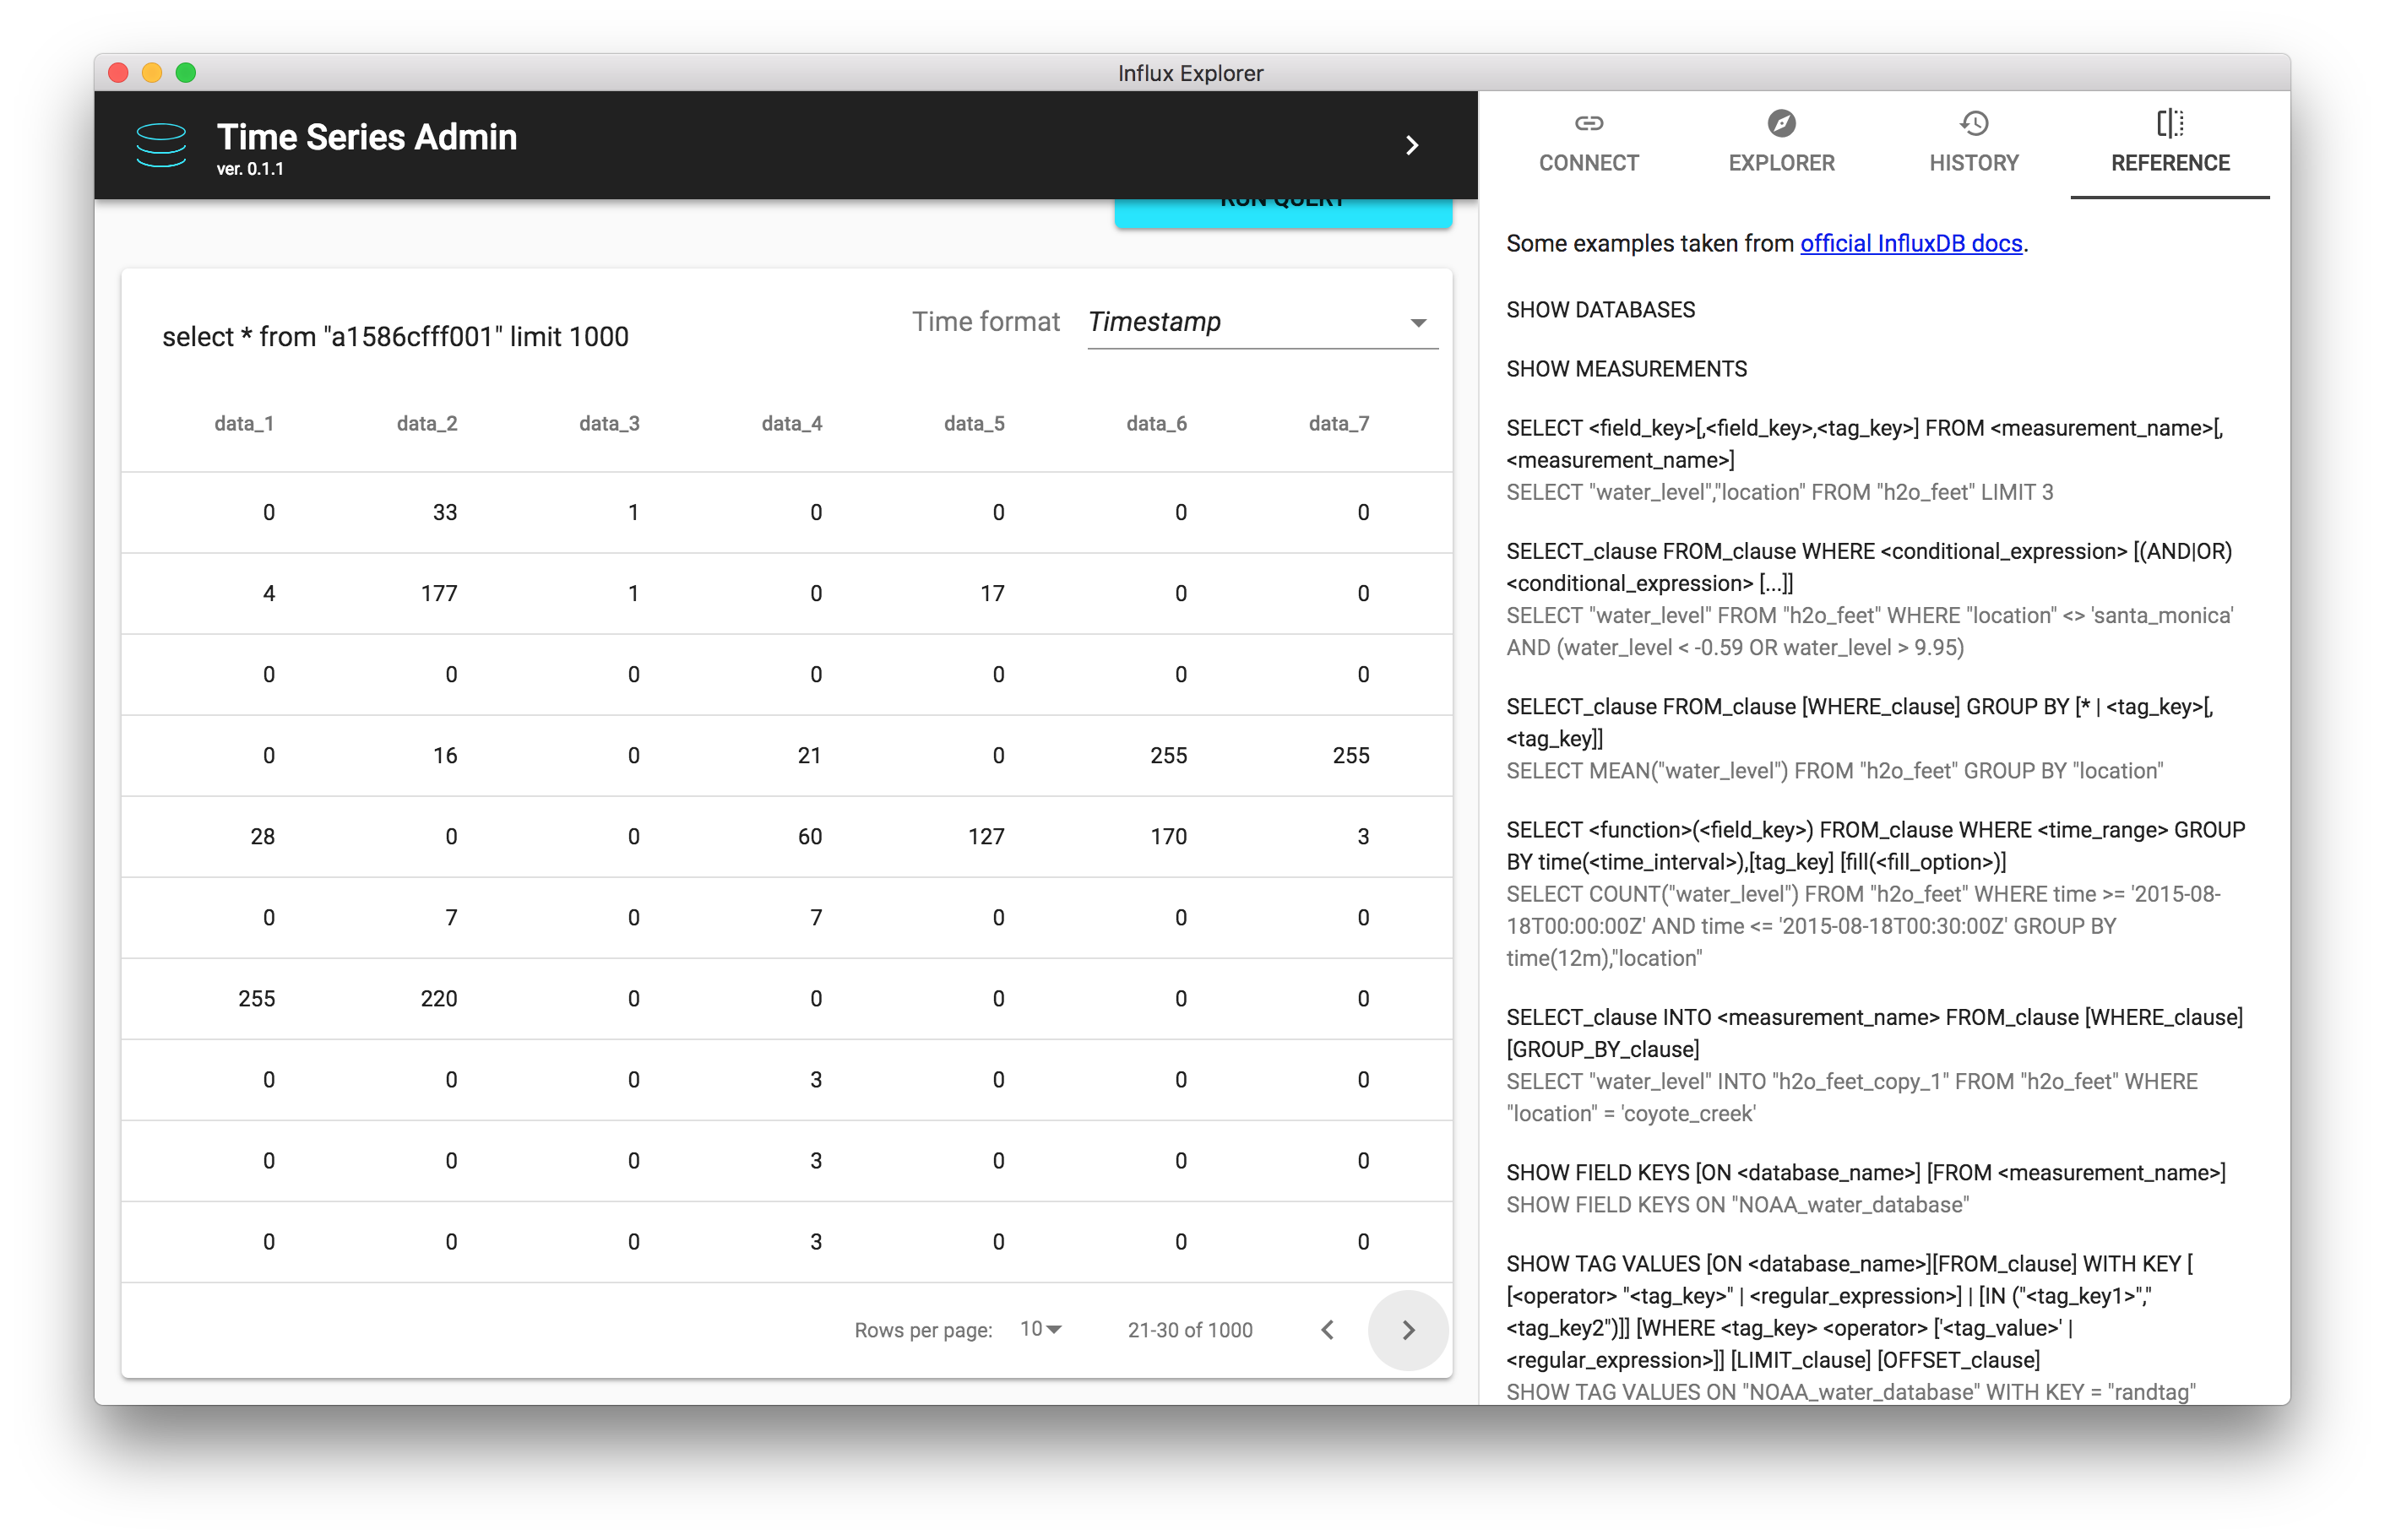 Influx Explorer
Time Series Admin
ver. 0.1.1
RUN QUERY
select * from "a1586cfff001" limit 1000
Time format
Timestamp
data_1 data_2 data_3 data_4 data_5 data_6 data_7
0 33 1 0 0 0 0
4 177 1 0 17 0 0
0 0 0 0 0 0 0
0 16 0 21 0 255 255
28 0 0 60 127 170 3
0 7 0 7 0 0 0
255 220 0 0 0 0 0
0 0 0 3 0 0 0
0 0 0 3 0 0 0
0 0 0 3 0 0 0
Rows per page: 10 21-30 of 1000
CONNECT EXPLORER HISTORY REFERENCE
Some examples taken from official InfluxDB docs.
SHOW DATABASES
SHOW MEASUREMENTS
SELECT <field_key>[,<field_key>,<tag_key>] FROM <measurement_name>[,
<measurement_name>]
SELECT "water_level","location" FROM "h2o_feet" LIMIT 3
SELECT_clause FROM_clause WHERE <conditional_expression> [(AND|OR)
<conditional_expression> [...]]
SELECT "water_level" FROM "h2o_feet" WHERE "location" <> 'santa_monica'
AND (water_level < -0.59 OR water_level > 9.95)
SELECT_clause FROM_clause [WHERE_clause] GROUP BY [* | <tag_key>[,
<tag_key]]
SELECT MEAN("water_level") FROM "h2o_feet" GROUP BY "location"
SELECT <function>(<field_key>) FROM_clause WHERE <time_range> GROUP
BY time(<time_interval>),[tag_key] [fill(<fill_option>)]
SELECT COUNT("water_level") FROM "h2o_feet" WHERE time >= '2015-08-
18T00:00:00Z' AND time <= '2015-08-18T00:30:00Z' GROUP BY
time(12m),"location"
SELECT_clause INTO <measurement_name> FROM_clause [WHERE_clause]
[GROUP_BY_clause]
SELECT "water_level" INTO "h2o_feet_copy_1" FROM "h2o_feet" WHERE
"location" = 'coyote_creek'
SHOW FIELD KEYS [ON <database_name>] [FROM <measurement_name>]
SHOW FIELD KEYS ON "NOAA_water_database"
SHOW TAG VALUES [ON <database_name>][FROM_clause] WITH KEY [
[<operator> "<tag_key>" | <regular_expression>] | [IN ("<tag_key1>","
<tag_key2")]] [WHERE <tag_key> <operator> ['<tag_value>' |
<regular_expression>]] [LIMIT_clause] [OFFSET_clause]
SHOW TAG VALUES ON "NOAA_water_database" WITH KEY = "randtag"